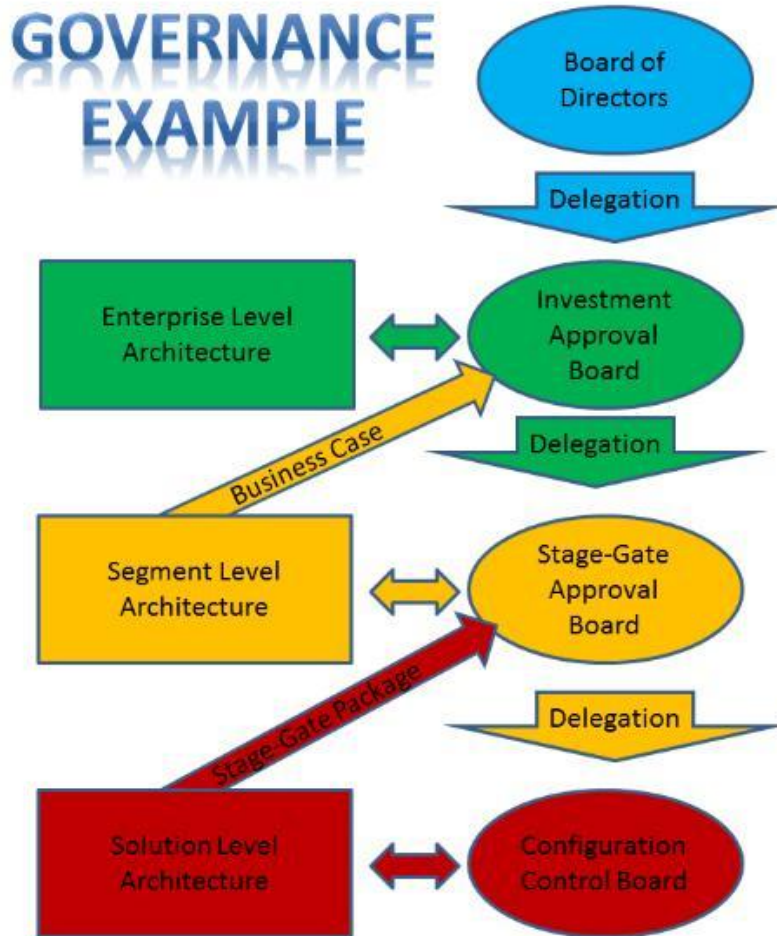 GOVERNANCE
EXAMPLE
Board of
Directors
Delegation
Enterprise Level
Architecture
Investment
Approval
Board
Business Case
Delegation
Segment Level
Architecture
Stage-Gate
Approval
Board
Stage-Gate Package
Delegation
Solution Level
Architecture
Configuration
Control Board